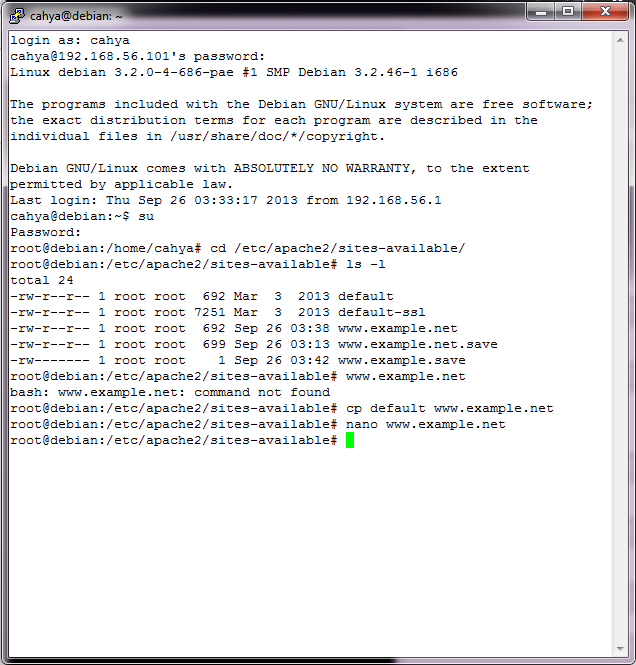 cahya@debian: ~
login as: cahya
cahya@192.168.56.101's password:
Linux debian 3.2.0-4-686-pae #1 SMP Debian 3.2.46-1 i686
The programs included with the Debian GNU/Linux system are free software;
the exact distribution terms for each program are described in the
individual files in /usr/share/doc/*/copyright.
Debian GNU/Linux comes with ABSOLUTELY NO WARRANTY, to the extent
permitted by applicable law.
Last login: Thu Sep 26 03:33:17 2013 from 192.168.56.1
cahya@debian:~$ su
Password:
root@debian:/home/cahya# cd /etc/apache2/sites-available/
root@debian:/etc/apache2/sites-available# ls -l
total 24
-rw-r--r-- 1 root root  692 Mar  3  2013 default
-rw-r--r-- 1 root root 7251 Mar  3  2013 default-ssl
-rw-r--r-- 1 root root  692 Sep 26 03:38 www.example.net
-rw-r--r-- 1 root root  699 Sep 26 03:13 www.example.net.save
-rw------- 1 root root    1 Sep 26 03:42 www.example.save
root@debian:/etc/apache2/sites-available# www.example.net
bash: www.example.net: command not found
root@debian:/etc/apache2/sites-available# cp default www.example.net
root@debian:/etc/apache2/sites-available# nano www.example.net
root@debian:/etc/apache2/sites-available#